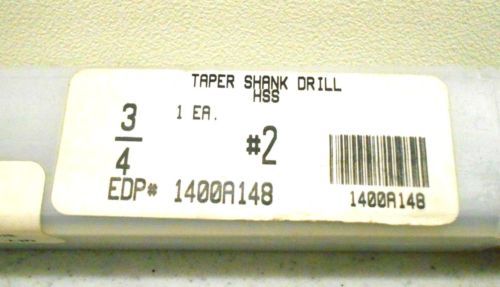 TAPER SHANK DRILL
HSS
3/4
1 EA.
#2
EDP# 1400A148
1400A148